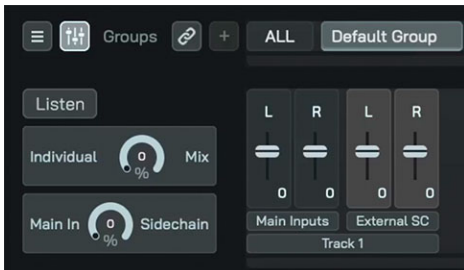 Groups + ALL Default Group
Listen
L R L R
Individual 0 % Mix
0 0 0 0
Main In 0 % Sidechain
Main Inputs External SC
Track 1